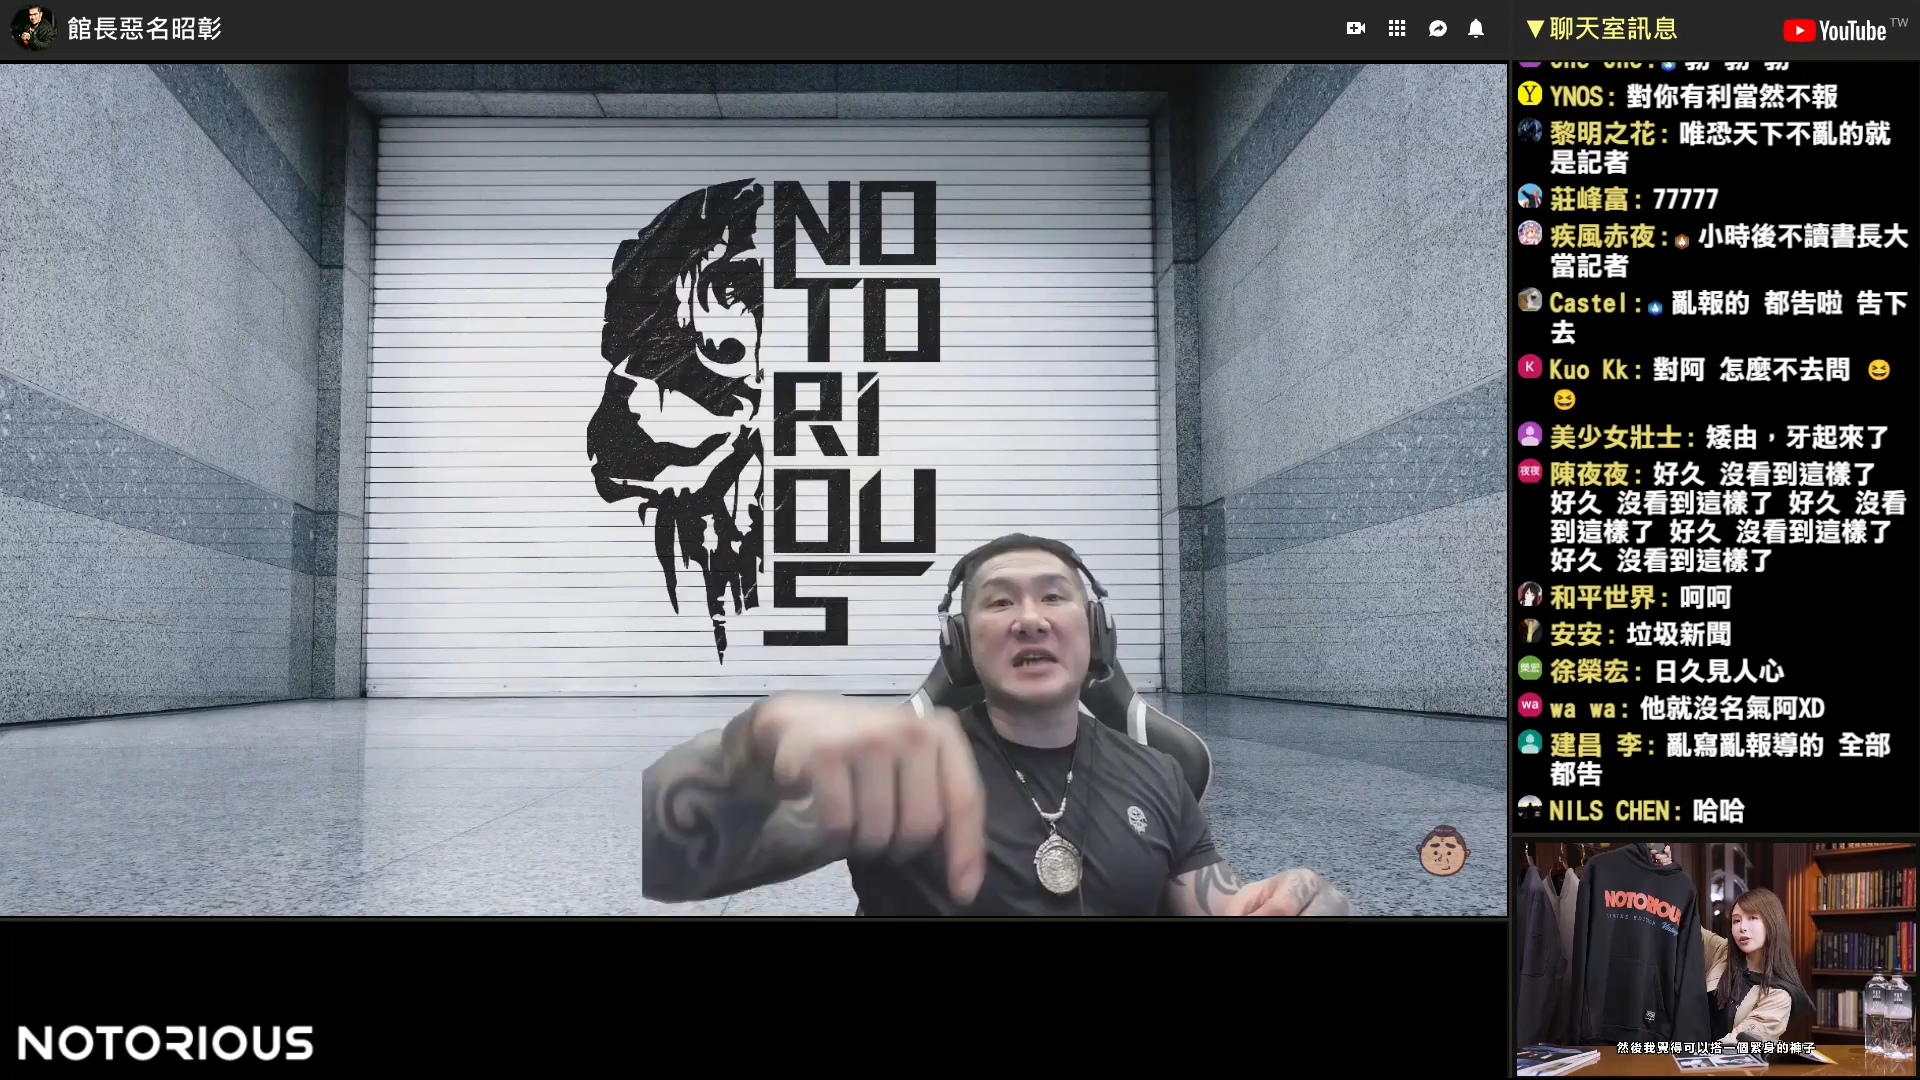 館長惡名昭彰
▼聊天室訊息
YouTube TW
YNOS: 對你有利當然不報
黎明之花: 唯恐天下不亂的就
是記者
莊峰富: 77777
疾風赤夜: 小時後不讀書長大
當記者
Castel: 亂報的 都告啦 告下
去
K
Kuo Kk: 對阿 怎麼不去問
美少女壯士: 矮由,牙起來了
夜夜
陳夜夜: 好久 沒看到這樣了
好久 沒看到這樣了 好久 沒看
到這樣了 好久 沒看到這樣了
好久 沒看到這樣了
和平世界: 呵呵
安安: 垃圾新聞
榮宏
徐榮宏: 日久見人心
wa
wa wa: 他就沒名氣阿XD
建昌 李: 亂寫亂報導的 全部
都告
NILS CHEN: 哈哈
NO
TO
Ri
OU
S
NOTORIOUS
NOTORIOUS
然後我覺得可以搭一個緊身的褲子